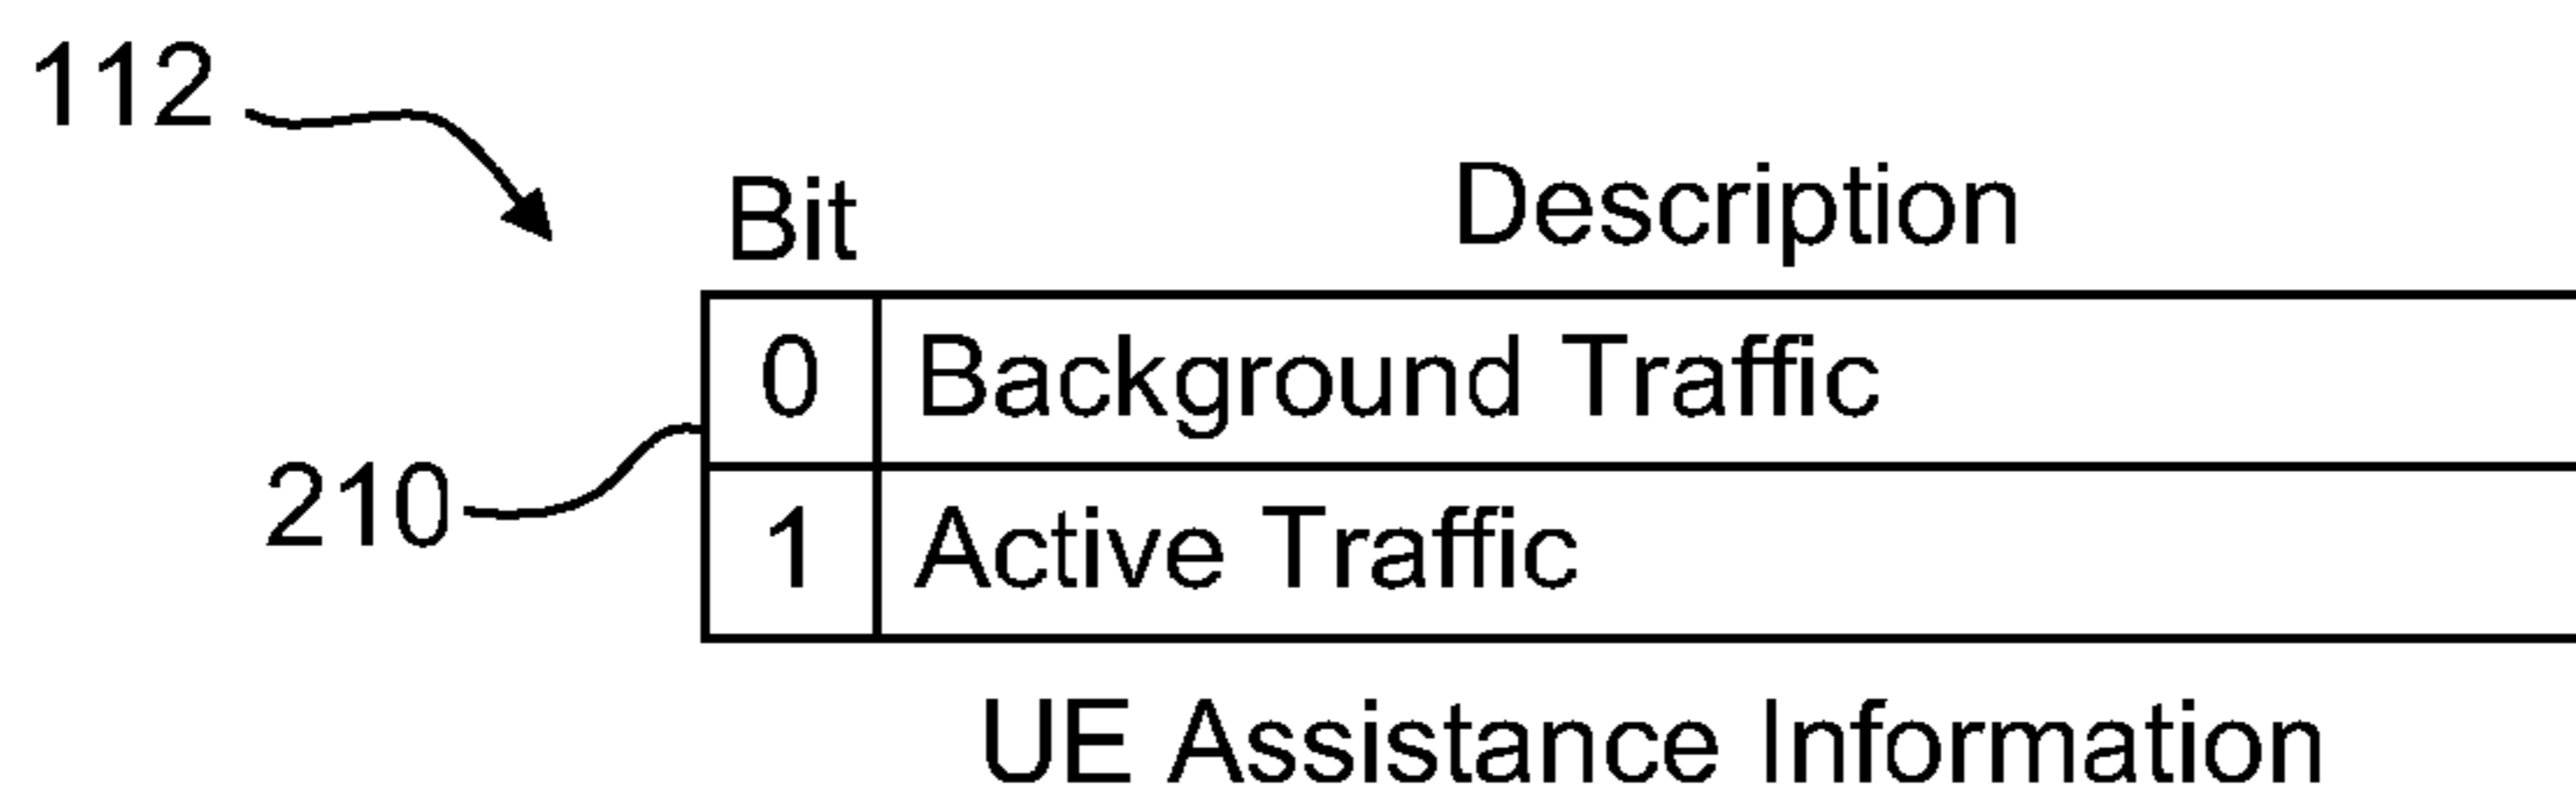 112
Bit Description
0 Background Traffic
210
1 Active Traffic
UE Assistance Information